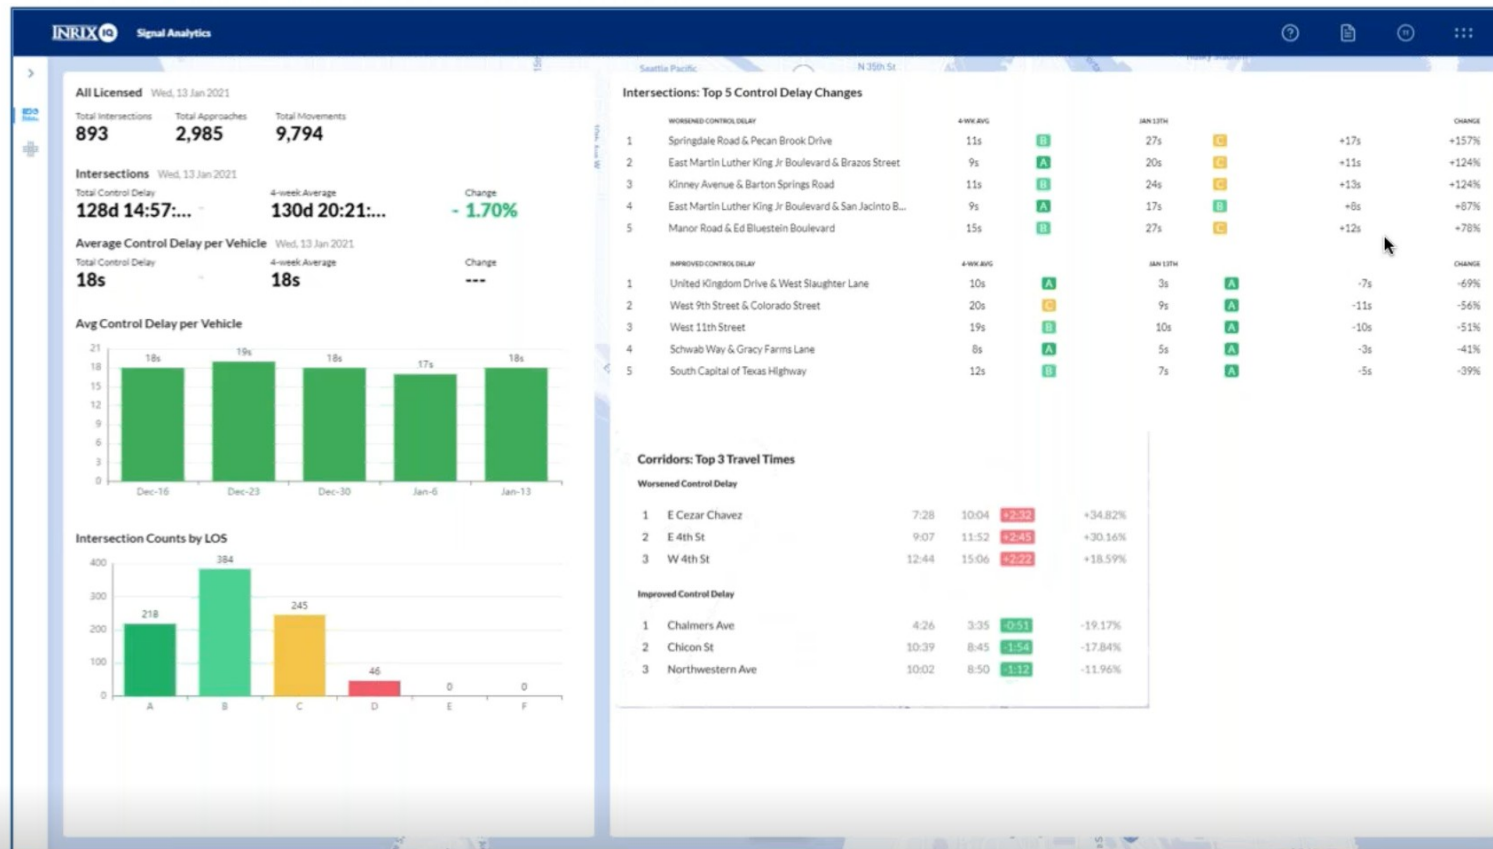 INRIX IQ Signal Analytics
Seattle Pacific
N 35th St
All Licensed Wed, 13 Jan 2021
Total Intersections Total Approaches Total Movements
893 2,985 9,794
Intersections Wed, 13 Jan 2021
Total Control Delay 4-week Average Change
128d 14:57:... 130d 20:21:... - 1.70%
Average Control Delay per Vehicle Wed, 13 Jan 2021
Total Control Delay 4-week Average Change
18s 18s ---
Avg Control Delay per Vehicle
21
18
15
12
9
6
3
0
18s 19s 18s 17s 18s
Dec-16 Dec-23 Dec-30 Jan-6 Jan-13
Intersection Counts by LOS
400
300
200
100
0
218 384 245 46 0 0
A B C D E F
Intersections: Top 5 Control Delay Changes
WORSENED CONTROL DELAY 4-WK AVG JAN 13TH CHANGE
1 Springdale Road & Pecan Brook Drive 11s B 27s C +17s +157%
2 East Martin Luther King Jr Boulevard & Brazos Street 9s A 20s C +11s +124%
3 Kinney Avenue & Barton Springs Road 11s B 24s C +13s +124%
4 East Martin Luther King Jr Boulevard & San Jacinto B... 9s A 17s B +8s +87%
5 Manor Road & Ed Bluestein Boulevard 15s B 27s C +12s +78%
IMPROVED CONTROL DELAY 4-WK AVG JAN 13TH CHANGE
1 United Kingdom Drive & West Slaughter Lane 10s A 3s A -7s -69%
2 West 9th Street & Colorado Street 20s C 9s A -11s -56%
3 West 11th Street 19s B 10s A -10s -51%
4 Schwab Way & Gracy Farms Lane 8s A 5s A -3s -41%
5 South Capital of Texas Highway 12s B 7s A -5s -39%
Corridors: Top 3 Travel Times
Worsened Control Delay
1 E Cezar Chavez 7:28 10:04 +2:32 +34.82%
2 E 4th St 9:07 11:52 +2:45 +30.16%
3 W 4th St 12:44 15:06 +2:22 +18.59%
Improved Control Delay
1 Chalmers Ave 4:26 3:35 -0:51 -19.17%
2 Chicon St 10:39 8:45 -1:54 -17.84%
3 Northwestern Ave 10:02 8:50 -1:12 -11.96%